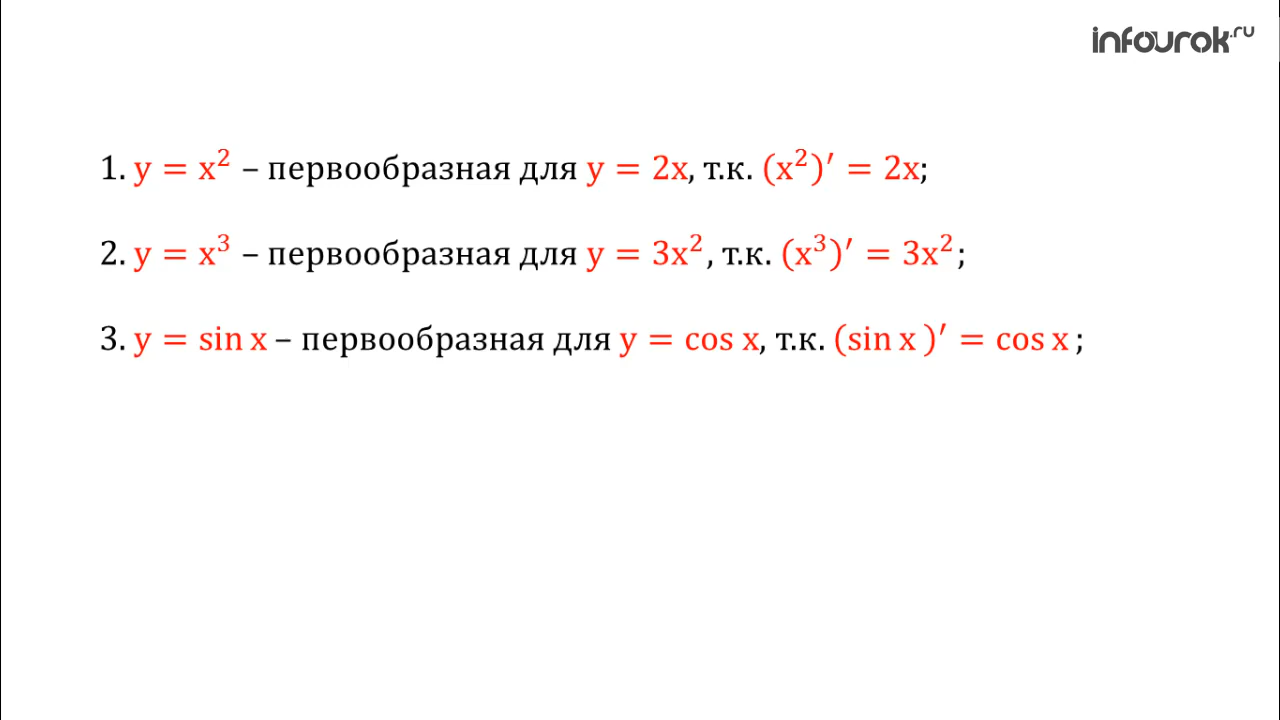 infourok.ru
1. y = x² – первообразная для y = 2x, т.к. (x²)′ = 2x;
2. y = x³ – первообразная для y = 3x², т.к. (x³)′ = 3x²;
3. y = sin x – первообразная для y = cos x, т.к. (sin x )′ = cos x ;